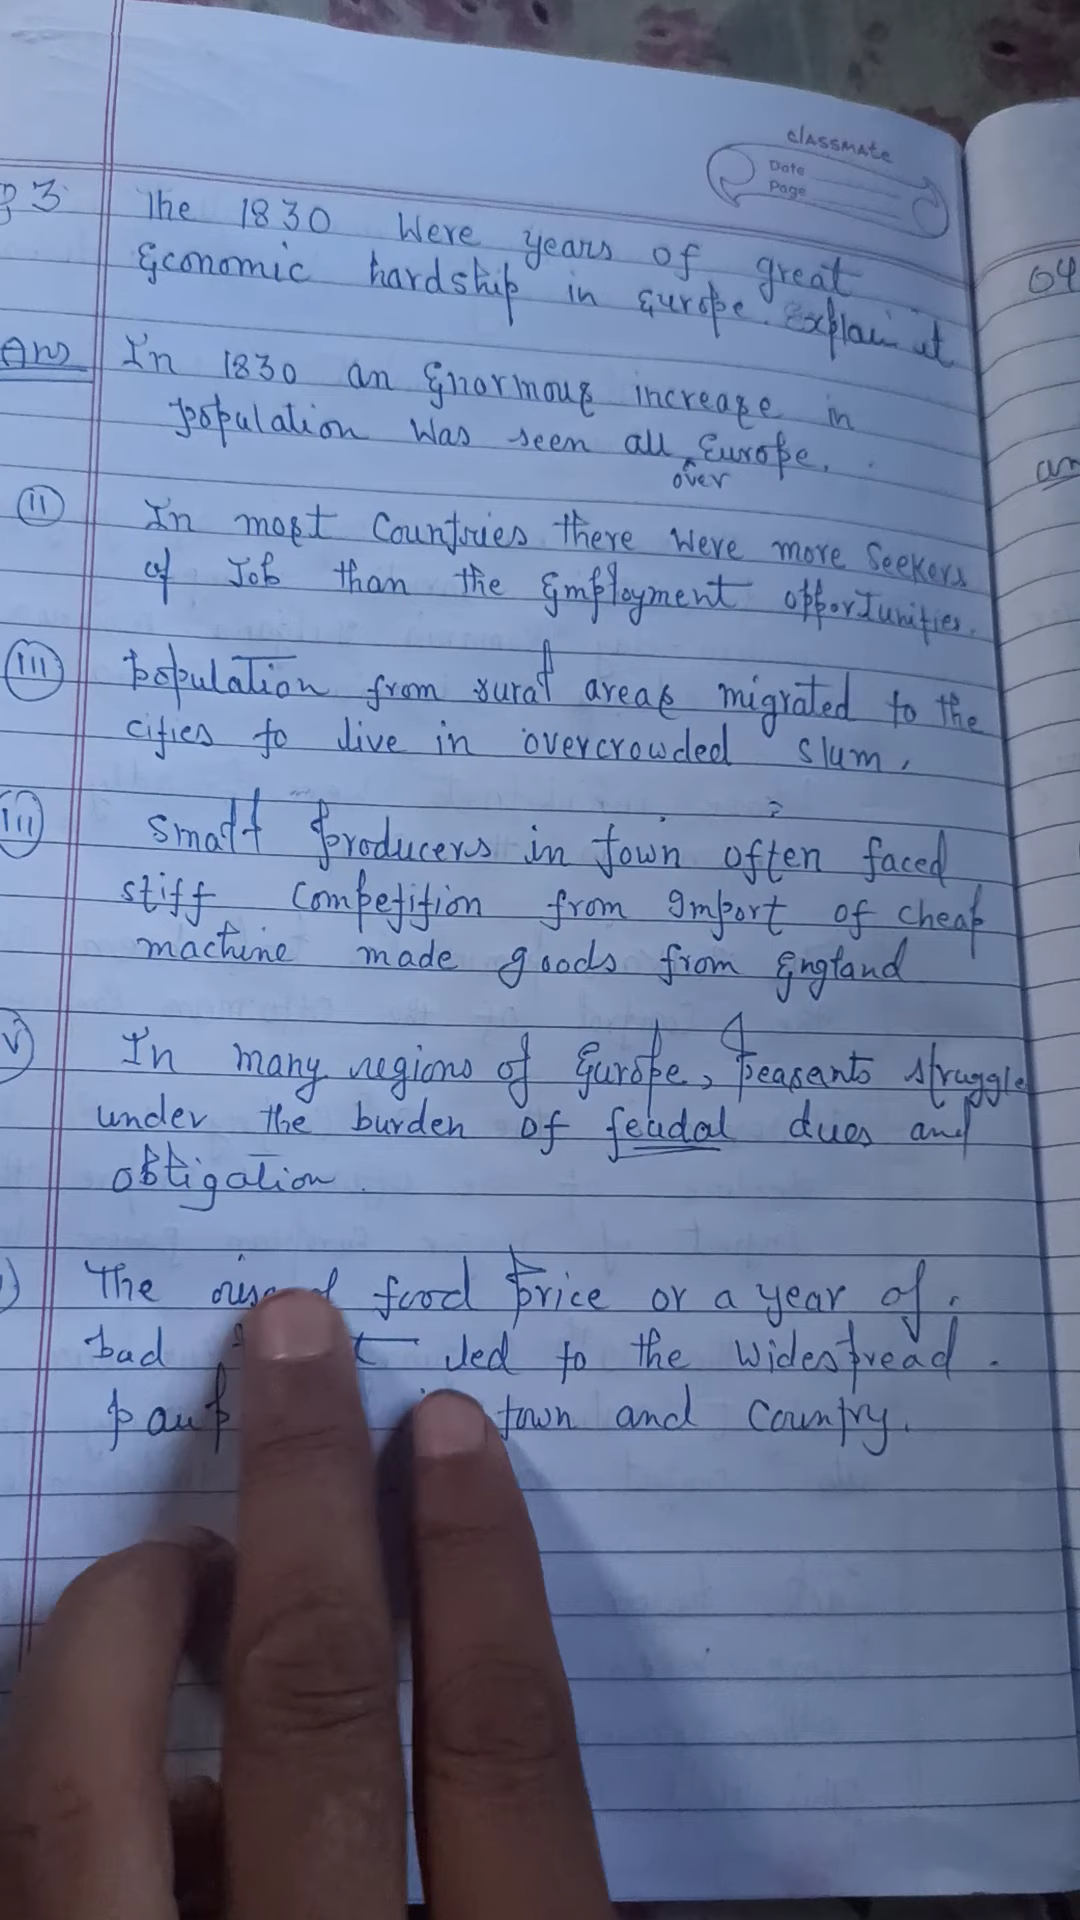 classmate
Date
Page
3
The 1830 Were years of great
Economic hardship in Europe. Explain it
Ans In 1830 an Enormous increase in
population Was seen all over Europe.
(ii) In most Countries there Were more Seekers
of Job than the Employment opportunities.
(iii) population from rural areas migrated to the
cities to live in overcrowded slum.
Small producers in town often faced
stiff Competition from import of cheap
machine made goods from England
In many regions of Europe, peasants struggle
under the burden of feudal dues and
obligation.
The food price or a year of
bad led to the Widespread
town and Country.
04
an